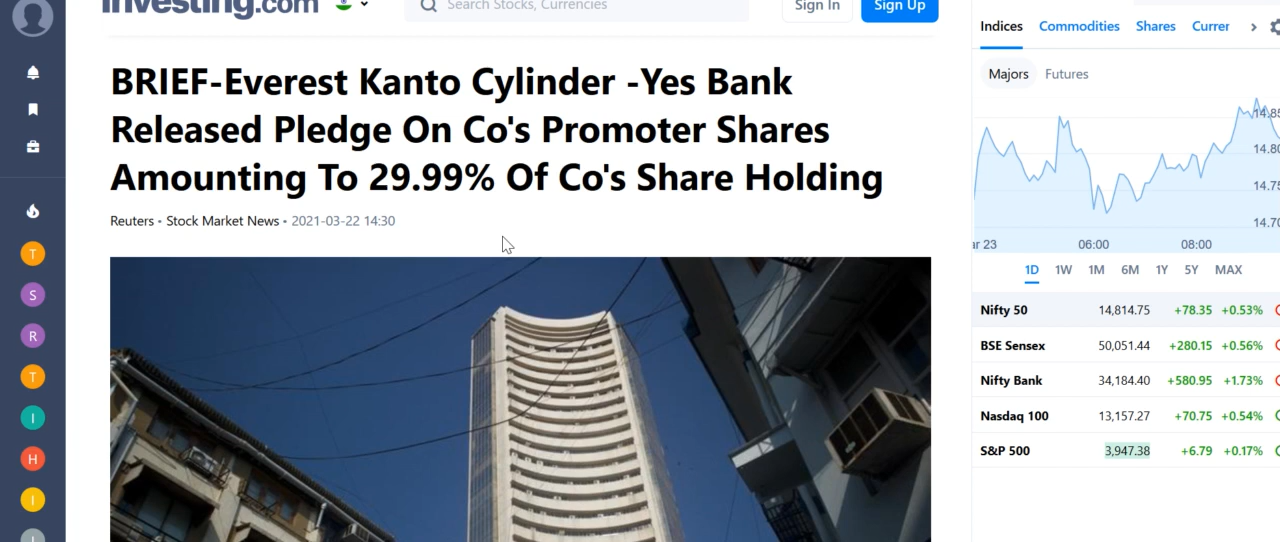 Investing.com
Search Stocks, Currencies
Sign In
Sign Up
BRIEF-Everest Kanto Cylinder -Yes Bank
Released Pledge On Co's Promoter Shares
Amounting To 29.99% Of Co's Share Holding
Reuters • Stock Market News • 2021-03-22 14:30
T
S
R
T
I
H
I
I
Indices Commodities Shares Curren
Majors Futures
14.85
14.80
14.75
14.70
ar 23 06:00 08:00
1D 1W 1M 6M 1Y 5Y MAX
Nifty 50 14,814.75 +78.35 +0.53%
BSE Sensex 50,051.44 +280.15 +0.56%
Nifty Bank 34,184.40 +580.95 +1.73%
Nasdaq 100 13,157.27 +70.75 +0.54%
S&P 500 3,947.38 +6.79 +0.17%